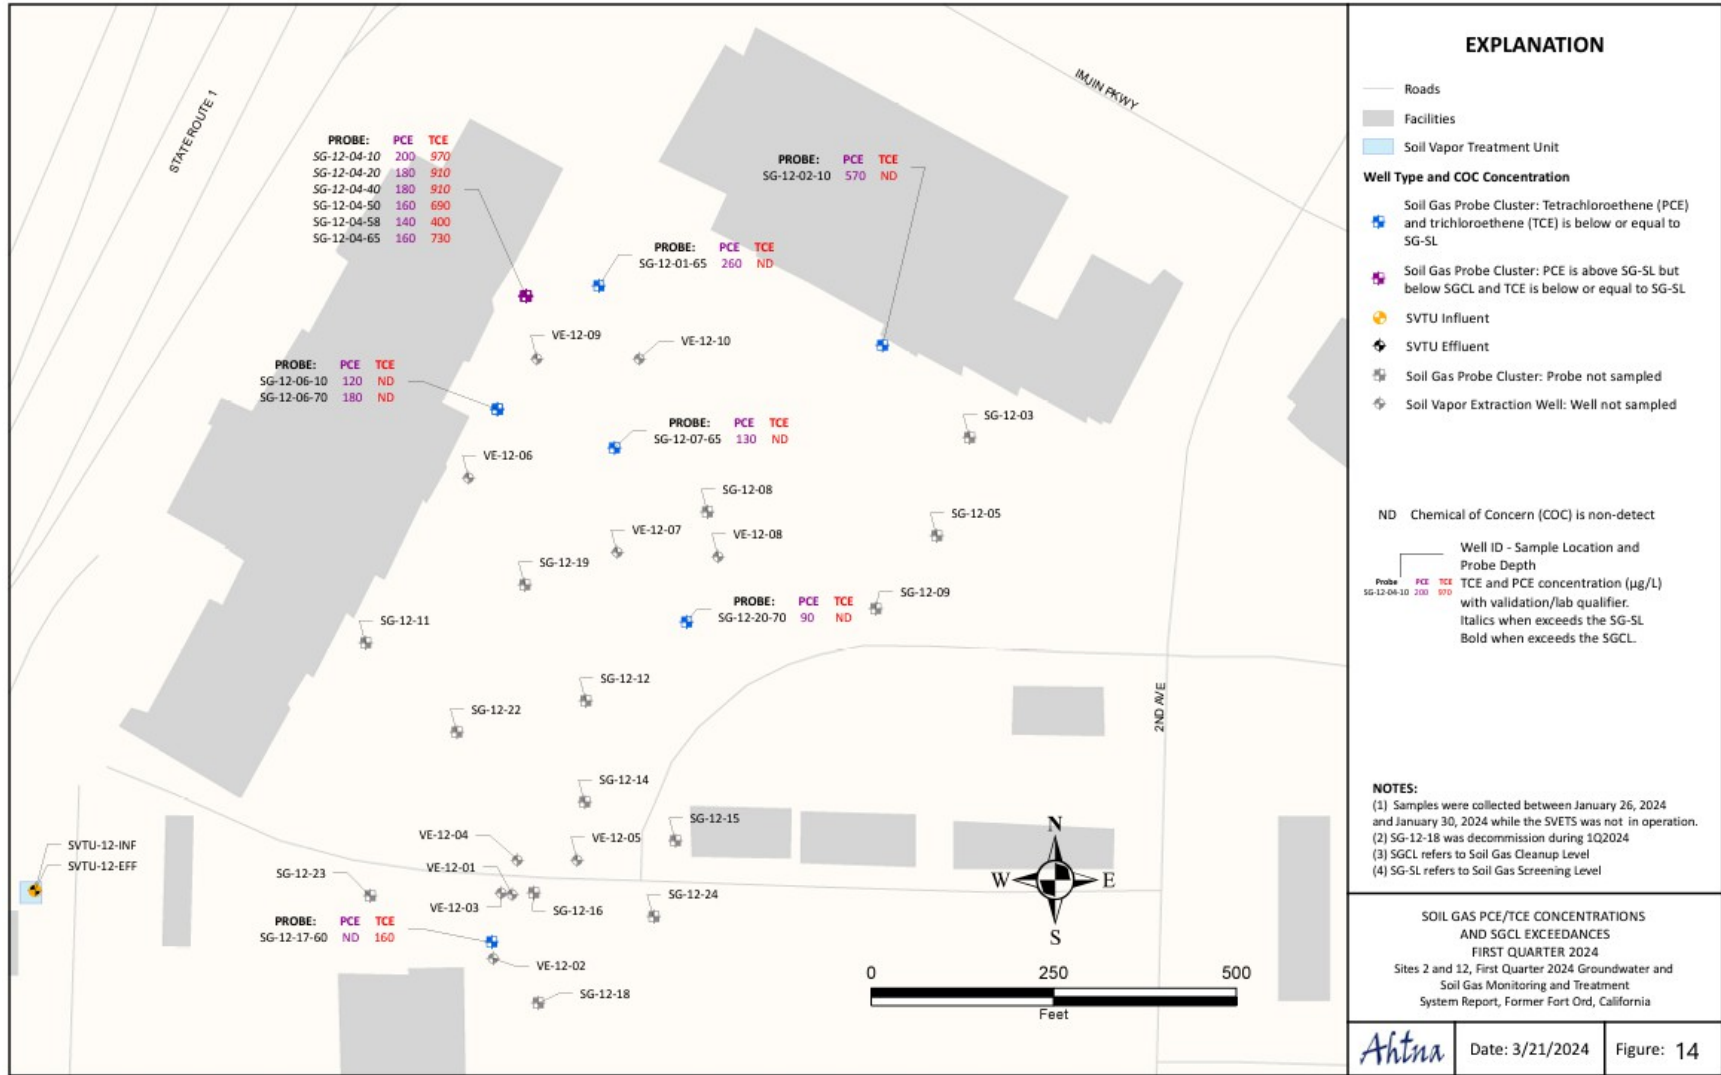 STATE ROUTE 1
IMJIN PKWY
2ND AVE
PROBE: PCE TCE
SG-12-04-10 200 970
SG-12-04-20 180 910
SG-12-04-40 180 910
SG-12-04-50 160 690
SG-12-04-58 140 400
SG-12-04-65 160 730
PROBE: PCE TCE
SG-12-02-10 570 ND
PROBE: PCE TCE
SG-12-01-65 260 ND
VE-12-09
VE-12-10
PROBE: PCE TCE
SG-12-06-10 120 ND
SG-12-06-70 180 ND
SG-12-03
PROBE: PCE TCE
SG-12-07-65 130 ND
VE-12-06
SG-12-08
SG-12-05
VE-12-07
VE-12-08
SG-12-19
SG-12-09
PROBE: PCE TCE
SG-12-20-70 90 ND
SG-12-11
SG-12-12
SG-12-22
SG-12-14
SG-12-15
VE-12-04
VE-12-05
SVTU-12-INF
SVTU-12-EFF
VE-12-01
SG-12-23
VE-12-03
SG-12-16
SG-12-24
PROBE: PCE TCE
SG-12-17-60 ND 160
VE-12-02
SG-12-18
N
W E
S
0 250 500
Feet
EXPLANATION
Roads
Facilities
Soil Vapor Treatment Unit
Well Type and COC Concentration
Soil Gas Probe Cluster: Tetrachloroethene (PCE)
and trichloroethene (TCE) is below or equal to
SG-SL
Soil Gas Probe Cluster: PCE is above SG-SL but
below SGCL and TCE is below or equal to SG-SL
SVTU Influent
SVTU Effluent
Soil Gas Probe Cluster: Probe not sampled
Soil Vapor Extraction Well: Well not sampled
ND Chemical of Concern (COC) is non-detect
Well ID - Sample Location and
Probe Depth
Probe PCE TCE
SG-12-04-10 200 970
TCE and PCE concentration (µg/L)
with validation/lab qualifier.
Italics when exceeds the SG-SL
Bold when exceeds the SGCL.
NOTES:
(1) Samples were collected between January 26, 2024
and January 30, 2024 while the SVETS was not in operation.
(2) SG-12-18 was decommission during 1Q2024
(3) SGCL refers to Soil Gas Cleanup Level
(4) SG-SL refers to Soil Gas Screening Level
SOIL GAS PCE/TCE CONCENTRATIONS
AND SGCL EXCEEDANCES
FIRST QUARTER 2024
Sites 2 and 12, First Quarter 2024 Groundwater and
Soil Gas Monitoring and Treatment
System Report, Former Fort Ord, California
Ahtna
Date: 3/21/2024
Figure: 14